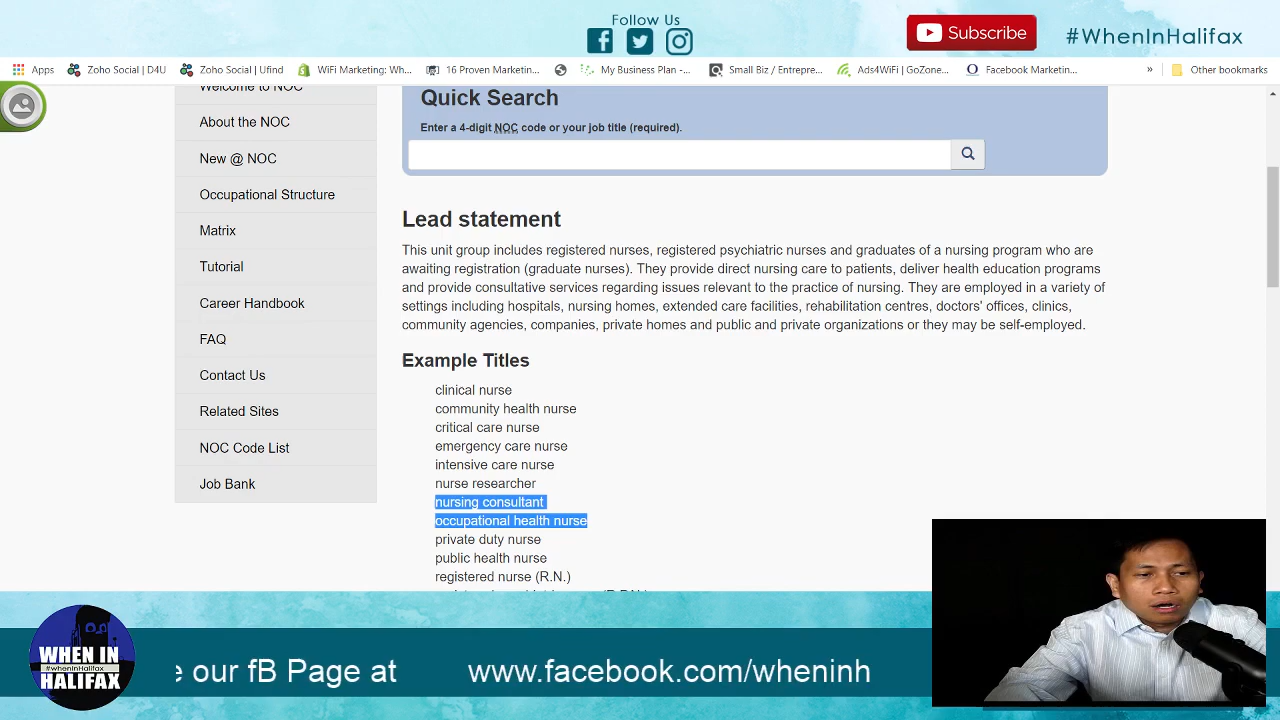 Follow Us
Subscribe
#WhenInHalifax
Apps
Zoho Social | D4U
Zoho Social | Ufind
WiFi Marketing: Wh...
15 Proven Marketin...
My Business Plan -...
Small Biz / Entrepre...
Ads4WiFi | GoZone...
Facebook Marketin...
»
Other bookmarks
Welcome to NOC
About the NOC
New @ NOC
Occupational Structure
Matrix
Tutorial
Career Handbook
FAQ
Contact Us
Related Sites
NOC Code List
Job Bank
Quick Search
Enter a 4-digit NOC code or your job title (required).
Lead statement
This unit group includes registered nurses, registered psychiatric nurses and graduates of a nursing program who are
awaiting registration (graduate nurses). They provide direct nursing care to patients, deliver health education programs
and provide consultative services regarding issues relevant to the practice of nursing. They are employed in a variety of
settings including hospitals, nursing homes, extended care facilities, rehabilitation centres, doctors' offices, clinics,
community agencies, companies, private homes and public and private organizations or they may be self-employed.
Example Titles
clinical nurse
community health nurse
critical care nurse
emergency care nurse
intensive care nurse
nurse researcher
nursing consultant
occupational health nurse
private duty nurse
public health nurse
registered nurse (R.N.)
WHEN IN
#whenInHalifax
HALIFAX
e our fB Page at
www.facebook.com/wheninh